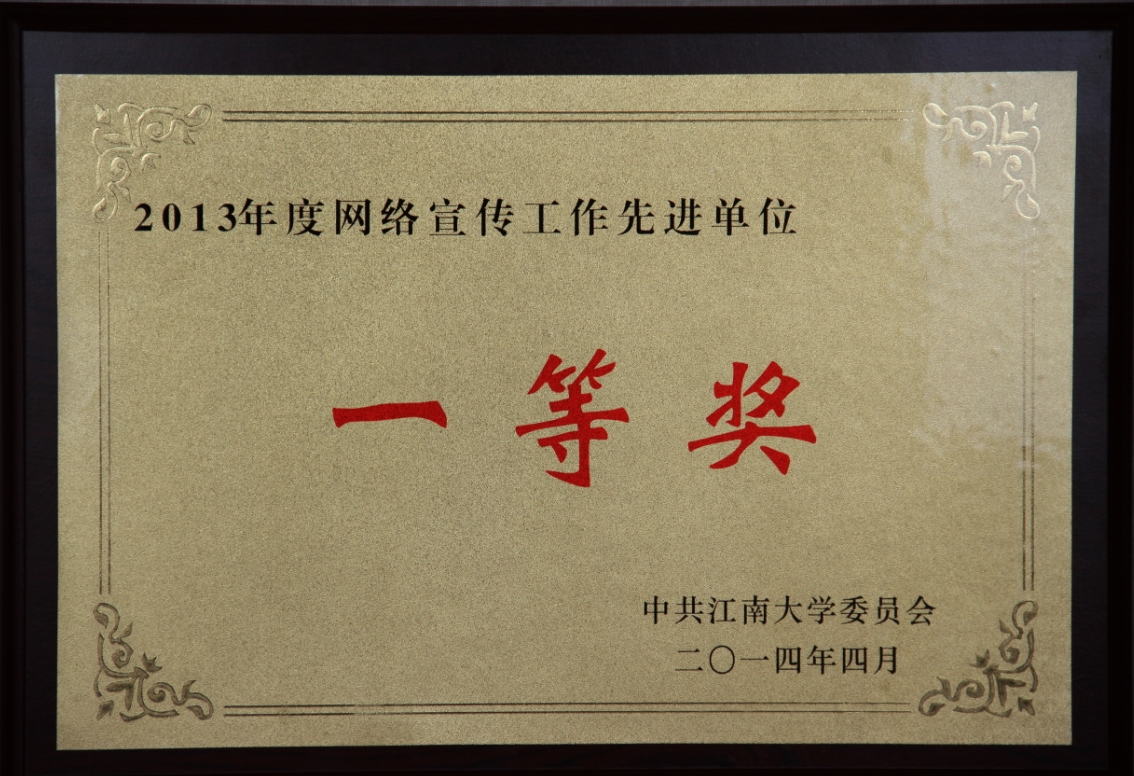 2013年度网络宣传工作先进单位
一等奖
中共江南大学委员会
二〇一四年四月